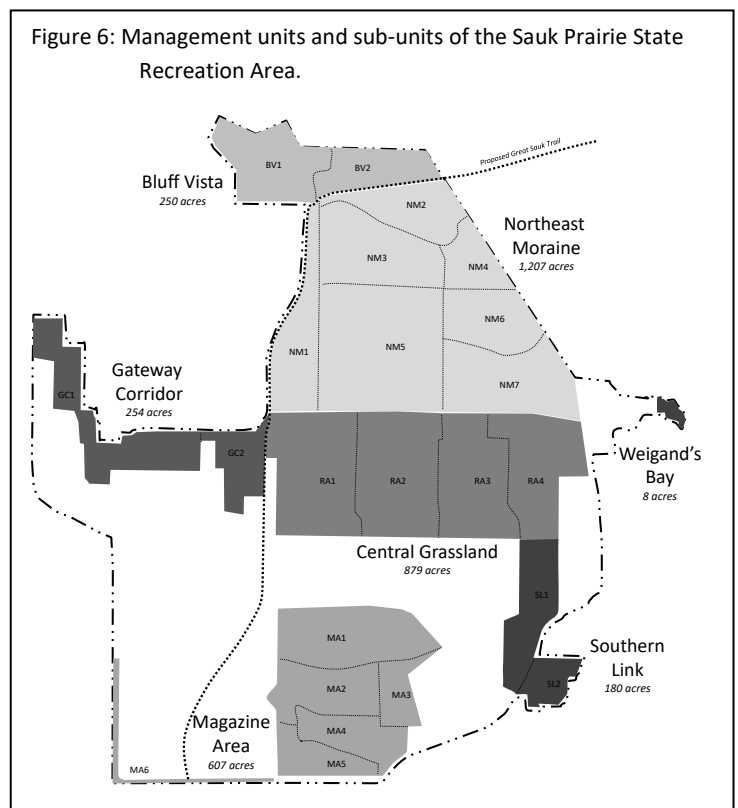 Figure 6: Management units and sub-units of the Sauk Prairie State
Recreation Area.
Proposed Great Sauk Trail
BV1
BV2
Bluff Vista
250 acres
NM2
Northeast
Moraine
1,207 acres
NM3
NM4
NM6
NM1
NM5
NM7
Gateway
Corridor
254 acres
GC1
GC2
Weigand's
Bay
8 acres
RA1
RA2
RA3
RA4
Central Grassland
879 acres
SL1
Southern
Link
180 acres
SL2
MA1
MA2
MA3
MA4
MA5
Magazine
Area
607 acres
MA6